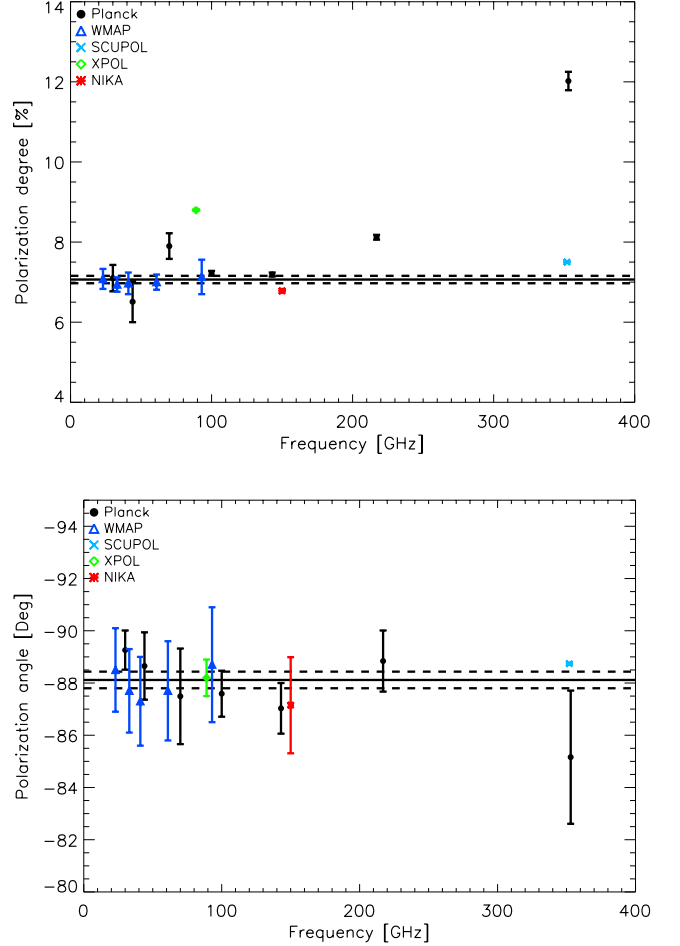 14
Planck
WMAP
SCUPOL
XPOL
NIKA
12
10
8
6
4
Polarization degree [%]
0 100 200 300 400
Frequency [GHz]
Planck
WMAP
SCUPOL
XPOL
NIKA
-94
-92
-90
-88
-86
-84
-82
-80
Polarization angle [Deg]
0 100 200 300 400
Frequency [GHz]